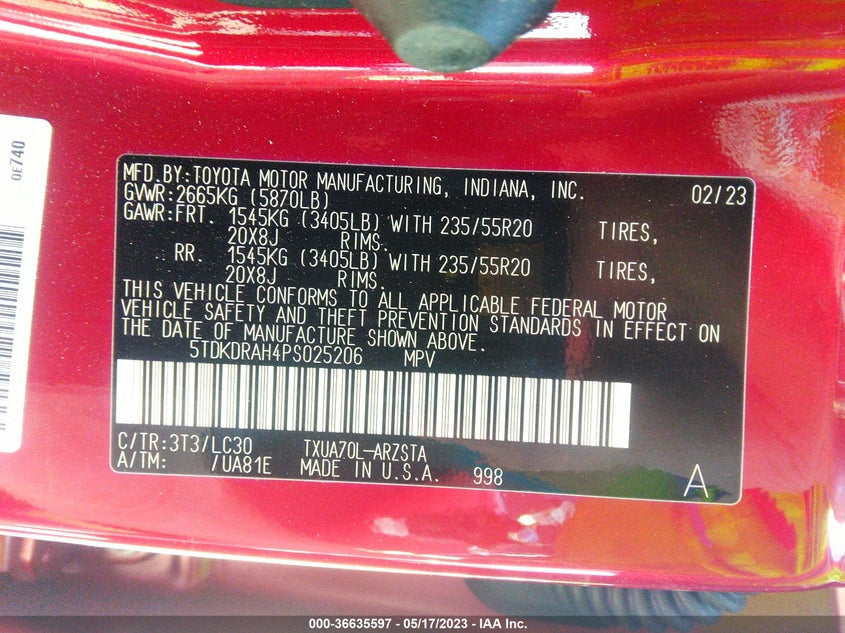 0E740
MFD.BY:TOYOTA MOTOR MANUFACTURING, INDIANA, INC. 02/23
GVWR:2665KG (5870LB)
GAWR:FRT. 1545KG (3405LB) WITH 235/55R20 TIRES,
20X8J RIMS.
RR. 1545KG (3405LB) WITH 235/55R20 TIRES,
20X8J RIMS.
THIS VEHICLE CONFORMS TO ALL APPLICABLE FEDERAL MOTOR
VEHICLE SAFETY AND THEFT PREVENTION STANDARDS IN EFFECT ON
THE DATE OF MANUFACTURE SHOWN ABOVE.
5TDKDRAH4PS025206 MPV
C/TR:3T3/LC30 TXUA70L-ARZSTA
A/TM: /UA81E MADE IN U.S.A. 998 A
000-36635597 - 05/17/2023 - IAA Inc.